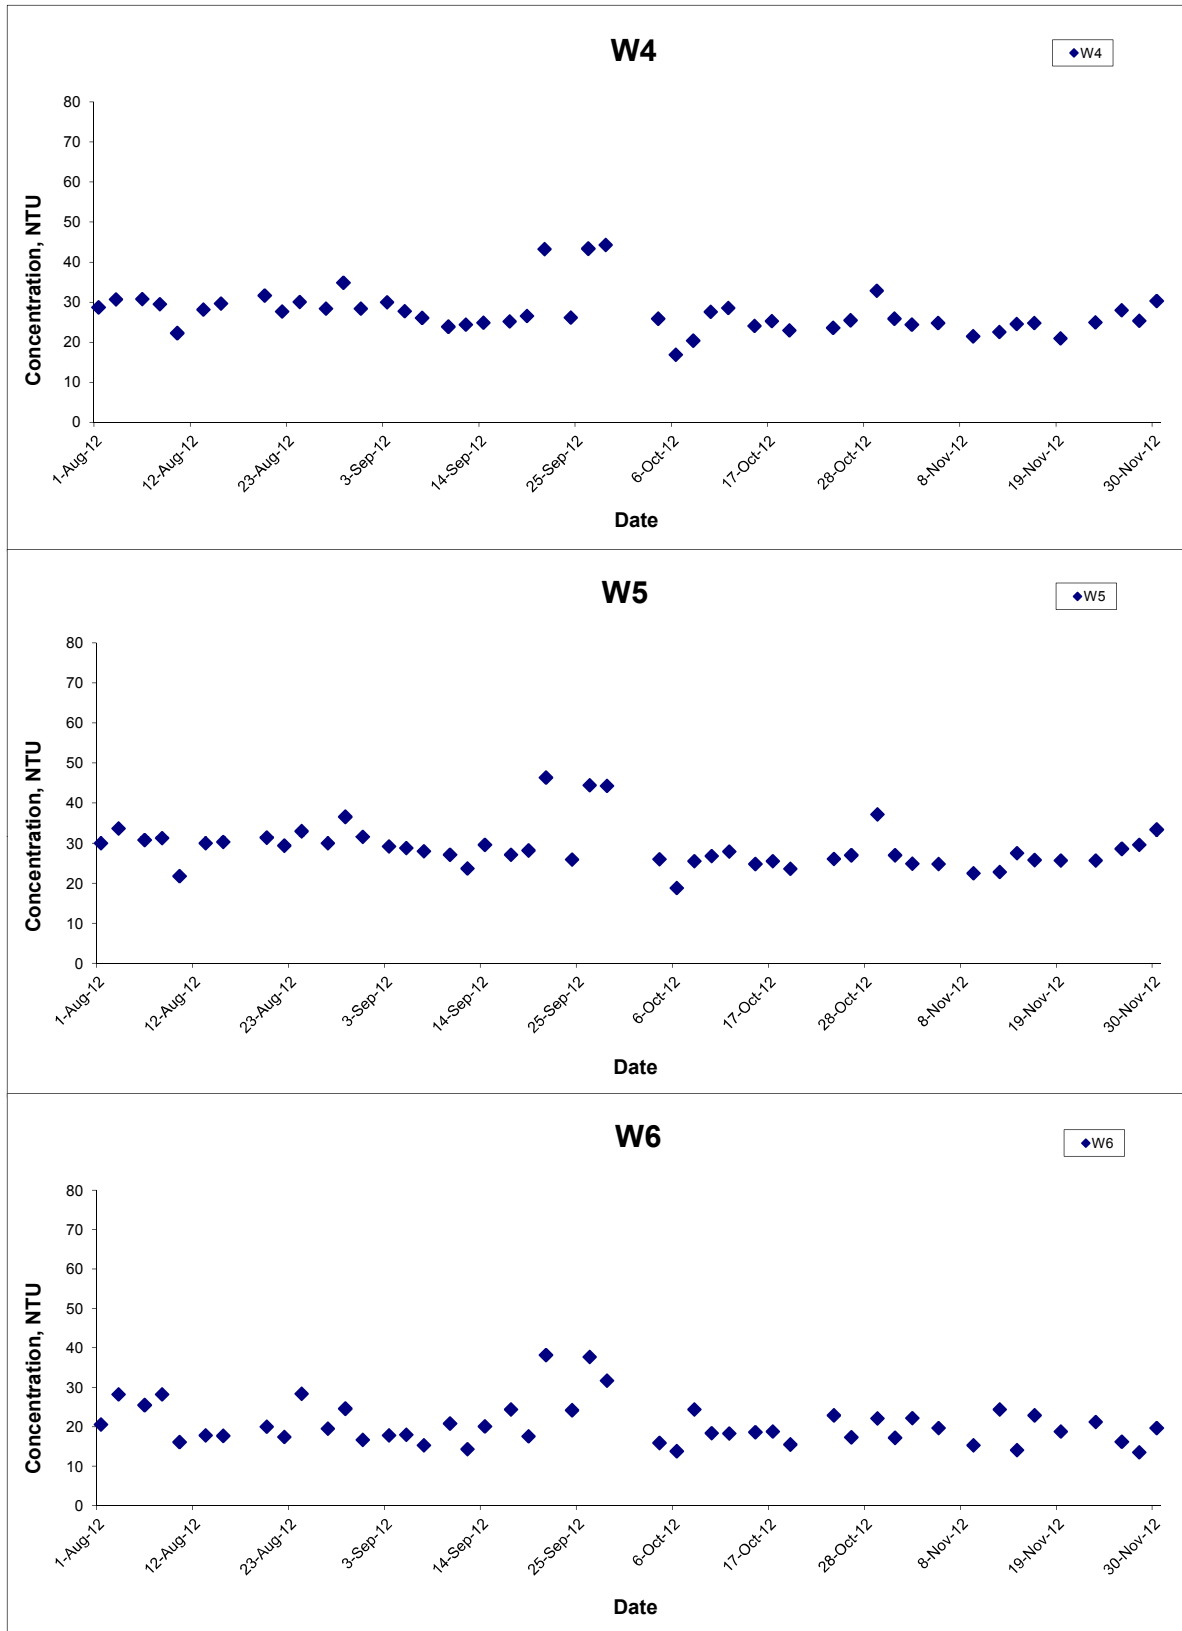 W4
W4
80
70
60
50
40
30
20
10
0
Concentration, NTU
1-Aug-12
12-Aug-12
23-Aug-12
3-Sep-12
14-Sep-12
25-Sep-12
6-Oct-12
17-Oct-12
28-Oct-12
8-Nov-12
19-Nov-12
30-Nov-12
Date
W5
W5
80
70
60
50
40
30
20
10
0
Concentration, NTU
1-Aug-12
12-Aug-12
23-Aug-12
3-Sep-12
14-Sep-12
25-Sep-12
6-Oct-12
17-Oct-12
28-Oct-12
8-Nov-12
19-Nov-12
30-Nov-12
Date
W6
W6
80
70
60
50
40
30
20
10
0
Concentration, NTU
1-Aug-12
12-Aug-12
23-Aug-12
3-Sep-12
14-Sep-12
25-Sep-12
6-Oct-12
17-Oct-12
28-Oct-12
8-Nov-12
19-Nov-12
30-Nov-12
Date